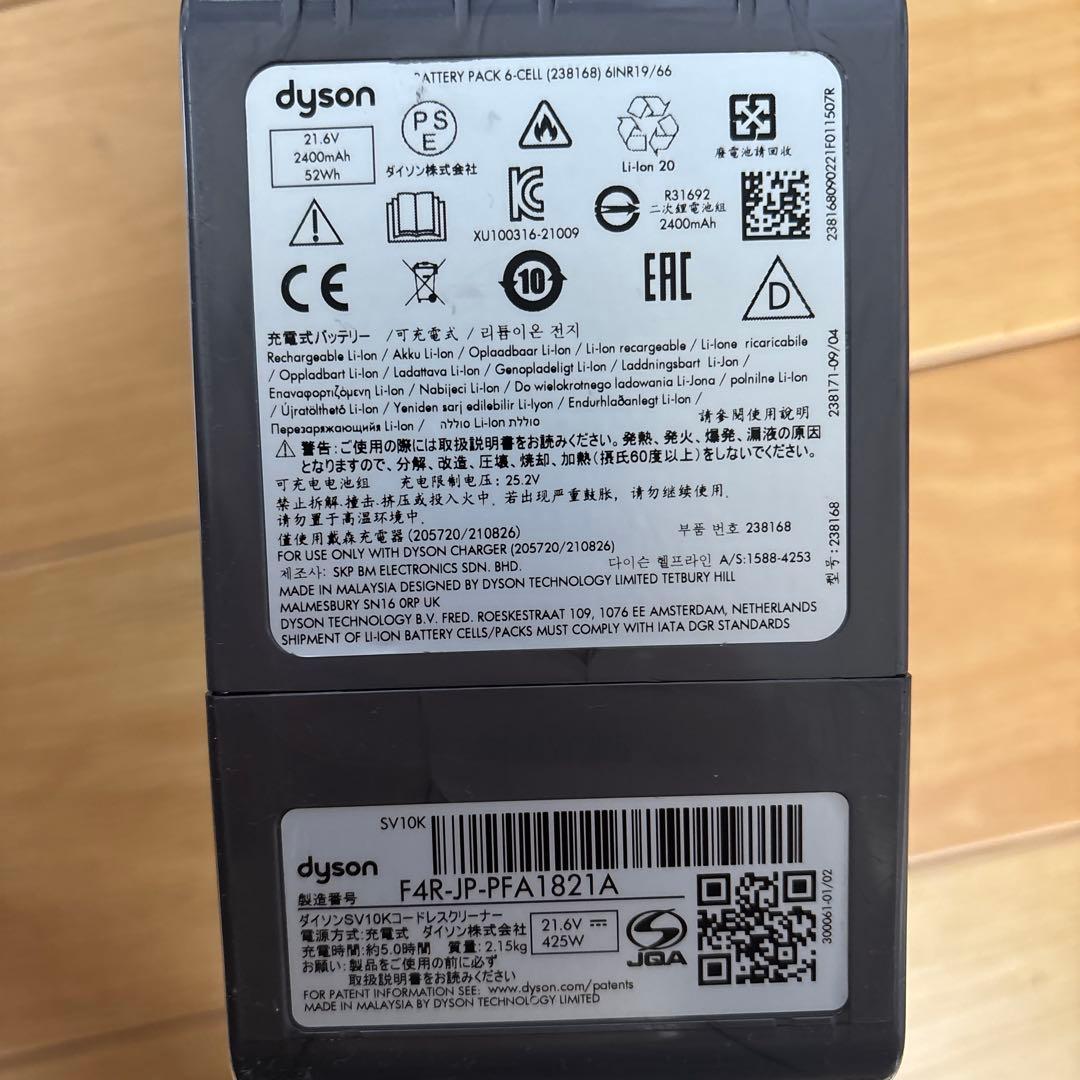 BATTERY PACK 6-CELL (238168) 6INR19/66
dyson
21.6V
2400mAh
52Wh
PS
E
ダイソン株式会社
Li-Ion 20
廢電池請回收
XU100316-21009
R31692
二次鋰電池組
2400mAh
238168090221F011507R
CE
10
EAC
D
充電式バッテリー /可充電式 / 리튬이온 전지
Rechargeable Li-Ion / Akku Li-Ion / Oplaadbaar Li-Ion / Li-Ion recargeable / Li-Ione ricaricabile
/ Oppladbart Li-Ion / Ladattava Li-Ion / Genopladeligt Li-Ion / Laddningsbart Li-Jon /
Επαναφορτιζόμενη Li-Ion / Nabíjecí Li-Ion / Do wielokrotnego ladowania Li-Jona / polnilne Li-Ion
/ Újratölthető Li-Ion / Yeniden sarj edilebilir Li-lyon / Endurhlaðanlegt Li-Ion /
Перезаряжающийся Li-Ion / סוללת Li-Ion סוללה
請參閱使用說明
238171-09/04
警告:ご使用の際には取扱説明書をお読みください。発熱、発火、爆発、漏液の原因
となりますので、分解、改造、圧壊、焼却、加熱(摂氏60度以上)をしないでください。
可充电电池组 充电限制电压: 25.2V
禁止拆解.撞击.挤压或投入火中. 若出现严重鼓胀, 请勿继续使用.
请勿置于高温环境中.
僅使用戴森充電器(205720/210826)
부품 번호 238168
FOR USE ONLY WITH DYSON CHARGER (205720/210826)
제조사: SKP BM ELECTRONICS SDN. BHD.
다이슨 헬프라인 A/S:1588-4253
型号: 238168
MADE IN MALAYSIA DESIGNED BY DYSON TECHNOLOGY LIMITED TETBURY HILL
MALMESBURY SN16 0RP UK
DYSON TECHNOLOGY B.V. FRED. ROESKESTRAAT 109, 1076 EE AMSTERDAM, NETHERLANDS
SHIPMENT OF LI-ION BATTERY CELLS/PACKS MUST COMPLY WITH IATA DGR STANDARDS
SV10K
dyson
製造番号
F4R-JP-PFA1821A
ダイソンSV10Kコードレスクリーナー
電源方式:充電式 ダイソン株式会社
充電時間:約5.0時間 質量: 2.15kg
お願い:製品をご使用の前に必ず
取扱説明書をお読みください
21.6V
425W
JQA
300061-01/02
FOR PATENT INFORMATION SEE: www.dyson.com/patents
MADE IN MALAYSIA BY DYSON TECHNOLOGY LIMITED